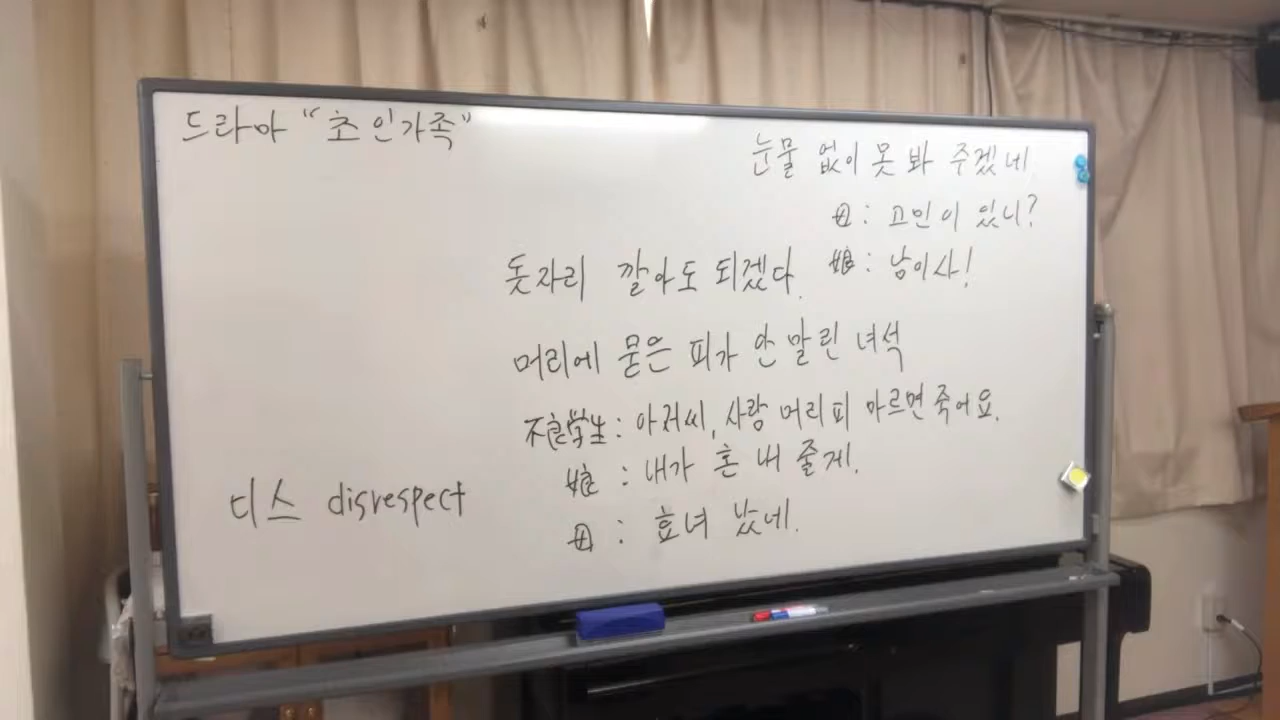 드라마 “초인가족”
눈물 없이 못 봐 주겠네
母: 고민이 있니?
娘: 남이사!
돗자리 깔아도 되겠다.
머리에 묻은 피가 안 말린 녀석
不良学生: 아저씨, 사람 머리피 마르면 죽어요.
娘: 내가 혼내 줄게.
母: 효녀 났네.
디스 disrespect